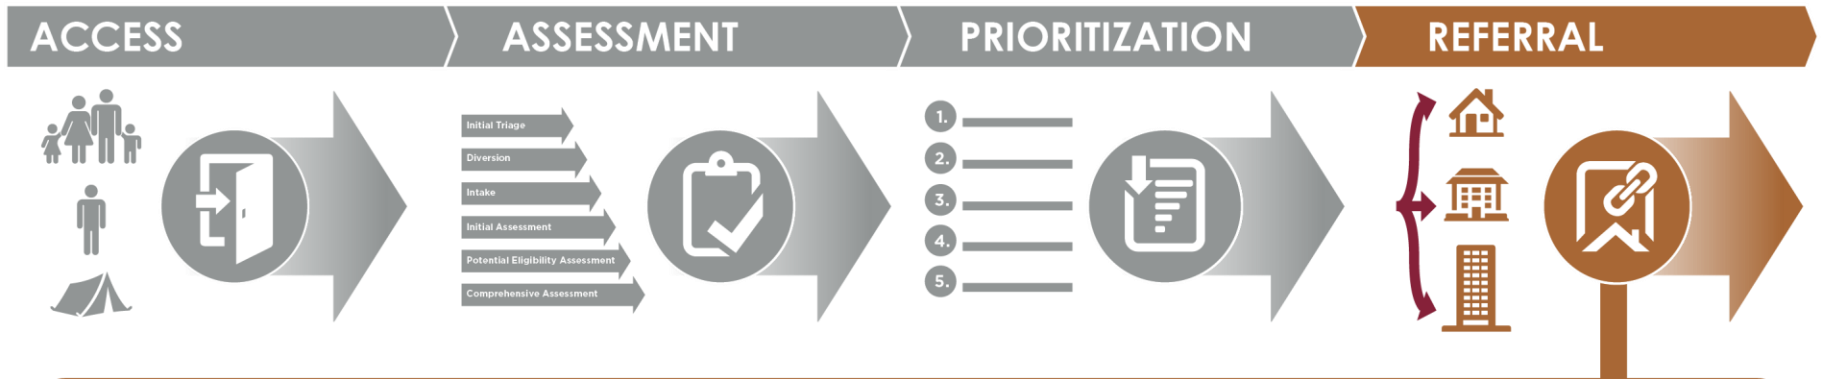 ACCESS
ASSESSMENT
PRIORITIZATION
REFERRAL
Initial Triage
Diversion
Intake
Initial Assessment
Potential Eligibility Assessment
Comprehensive Assessment
1.
2.
3.
4.
5.